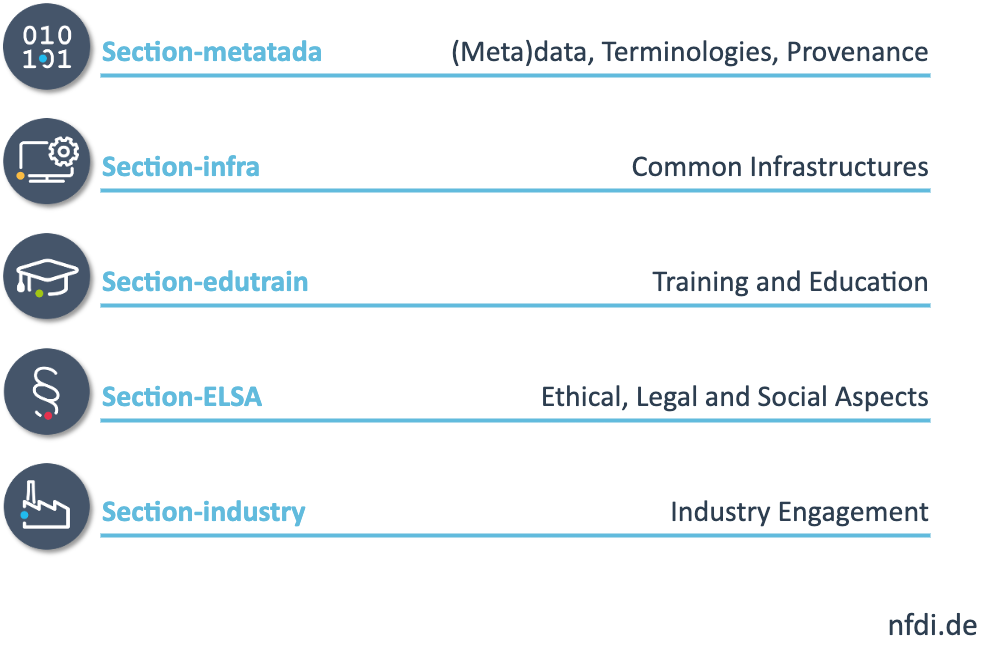 010
101
Section-metatada (Meta)data, Terminologies, Provenance
Section-infra Common Infrastructures
Section-edutrain Training and Education
Section-ELSA Ethical, Legal and Social Aspects
Section-industry Industry Engagement
nfdi.de